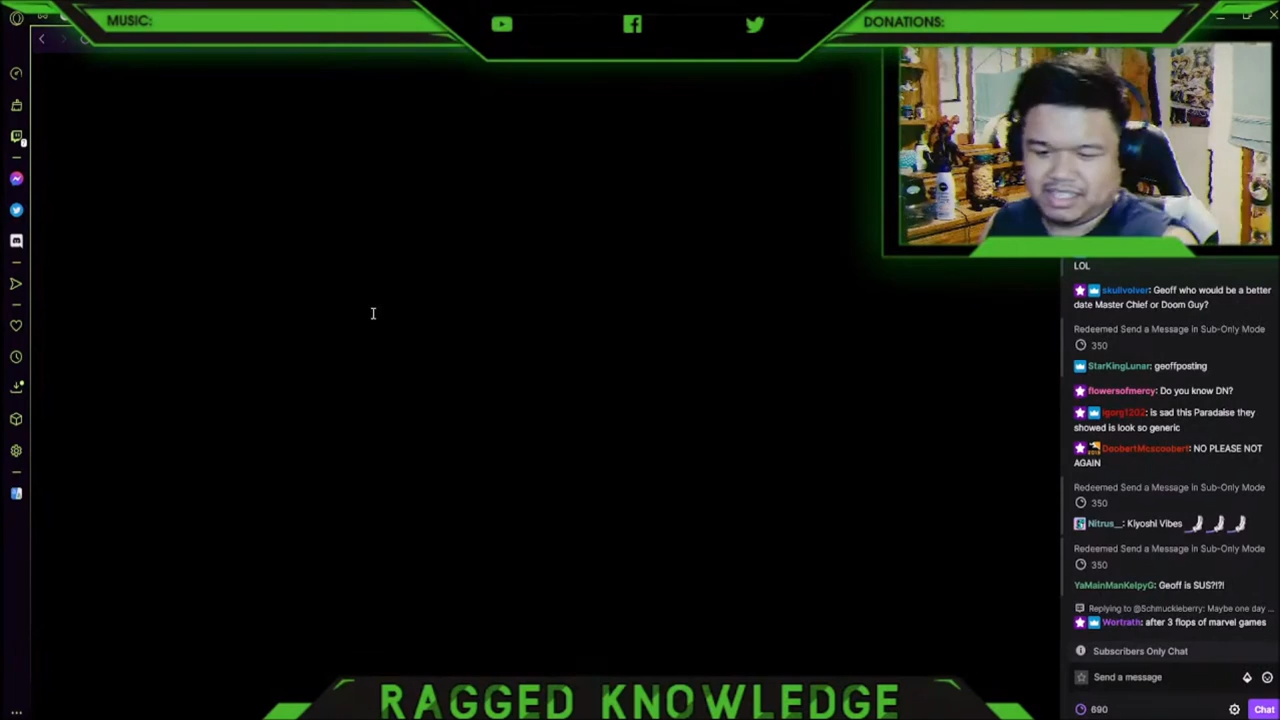 MUSIC:
DONATIONS:
LOL
skullvolver: Geoff who would be a better
date Master Chief or Doom Guy?
Redeemed Send a Message in Sub-Only Mode
350
StarKingLunar: geoffposting
flowersofmercy: Do you know DN?
igorg1202: is sad this Paradaise they
showed is look so generic
DoobertMcscoobert: NO PLEASE NOT
AGAIN
Redeemed Send a Message in Sub-Only Mode
350
Nitrus__: Kiyoshi Vibes
Redeemed Send a Message in Sub-Only Mode
350
YaMainManKelpyG: Geoff is SUS?!?!
Replying to @Schmuckleberry: Maybe one day ...
Wortrath: after 3 flops of marvel games
Subscribers Only Chat
Send a message
690
Chat
RAGGED KNOWLEDGE